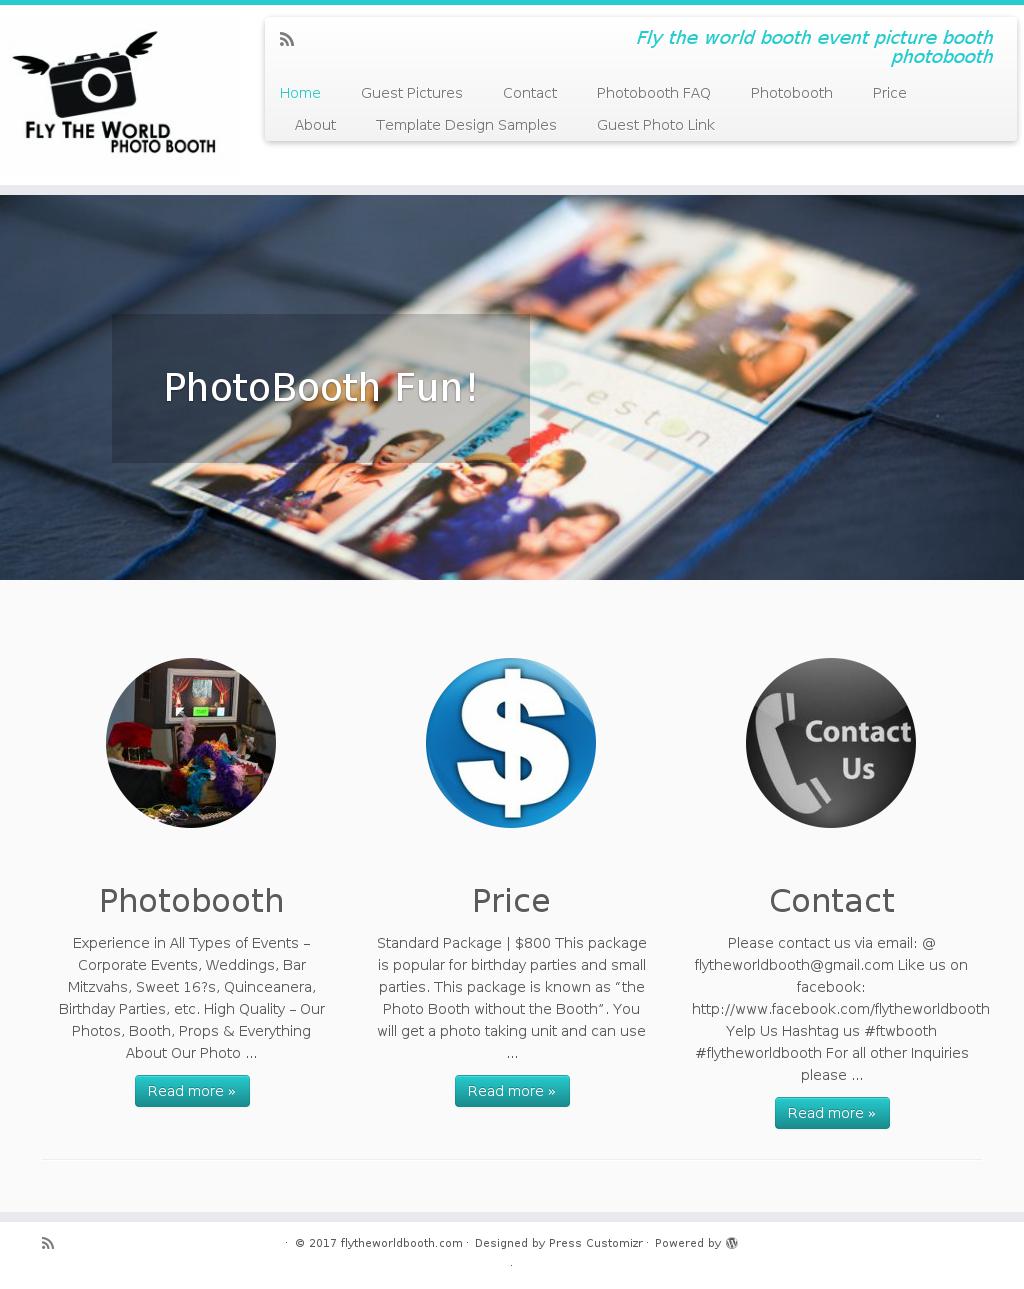 FLY THE WORLD
PHOTO BOOTH
Fly the world booth event picture booth
photobooth
Home
Guest Pictures
Contact
Photobooth FAQ
Photobooth
Price
About
Template Design Samples
Guest Photo Link
reston
PhotoBooth Fun!
Contact
Us
Photobooth
Experience in All Types of Events –
Corporate Events, Weddings, Bar
Mitzvahs, Sweet 16?s, Quinceanera,
Birthday Parties, etc. High Quality – Our
Photos, Booth, Props & Everything
About Our Photo ...
Read more »
Price
Standard Package | $800 This package
is popular for birthday parties and small
parties. This package is known as “the
Photo Booth without the Booth”. You
will get a photo taking unit and can use
...
Read more »
Contact
Please contact us via email: @
flytheworldbooth@gmail.com Like us on
facebook:
http://www.facebook.com/flytheworldbooth
Yelp Us Hashtag us #ftwbooth
#flytheworldbooth For all other Inquiries
please ...
Read more »
· © 2017 flytheworldbooth.com · Designed by Press Customizr · Powered by
·